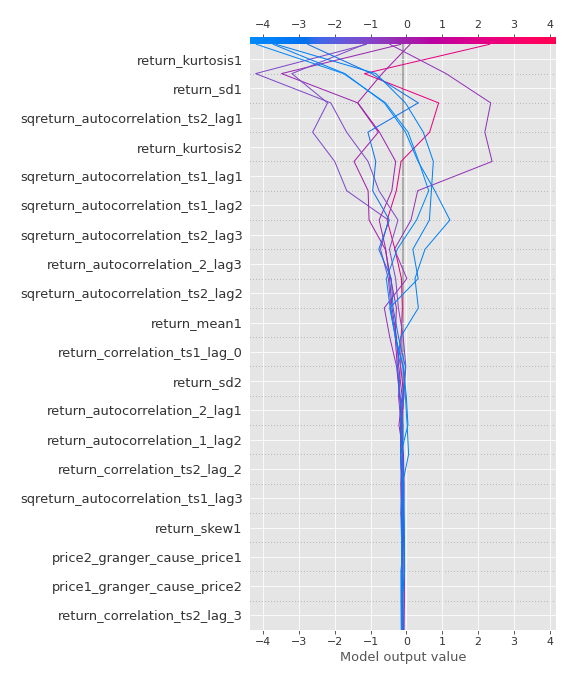 −4 −3 −2 −1 0 1 2 3 4
return_kurtosis1
return_sd1
sqreturn_autocorrelation_ts2_lag1
return_kurtosis2
sqreturn_autocorrelation_ts1_lag1
sqreturn_autocorrelation_ts1_lag2
sqreturn_autocorrelation_ts2_lag3
return_autocorrelation_2_lag3
sqreturn_autocorrelation_ts2_lag2
return_mean1
return_correlation_ts1_lag_0
return_sd2
return_autocorrelation_2_lag1
return_autocorrelation_1_lag2
return_correlation_ts2_lag_2
sqreturn_autocorrelation_ts1_lag3
return_skew1
price2_granger_cause_price1
price1_granger_cause_price2
return_correlation_ts2_lag_3
−4 −3 −2 −1 0 1 2 3 4
Model output value